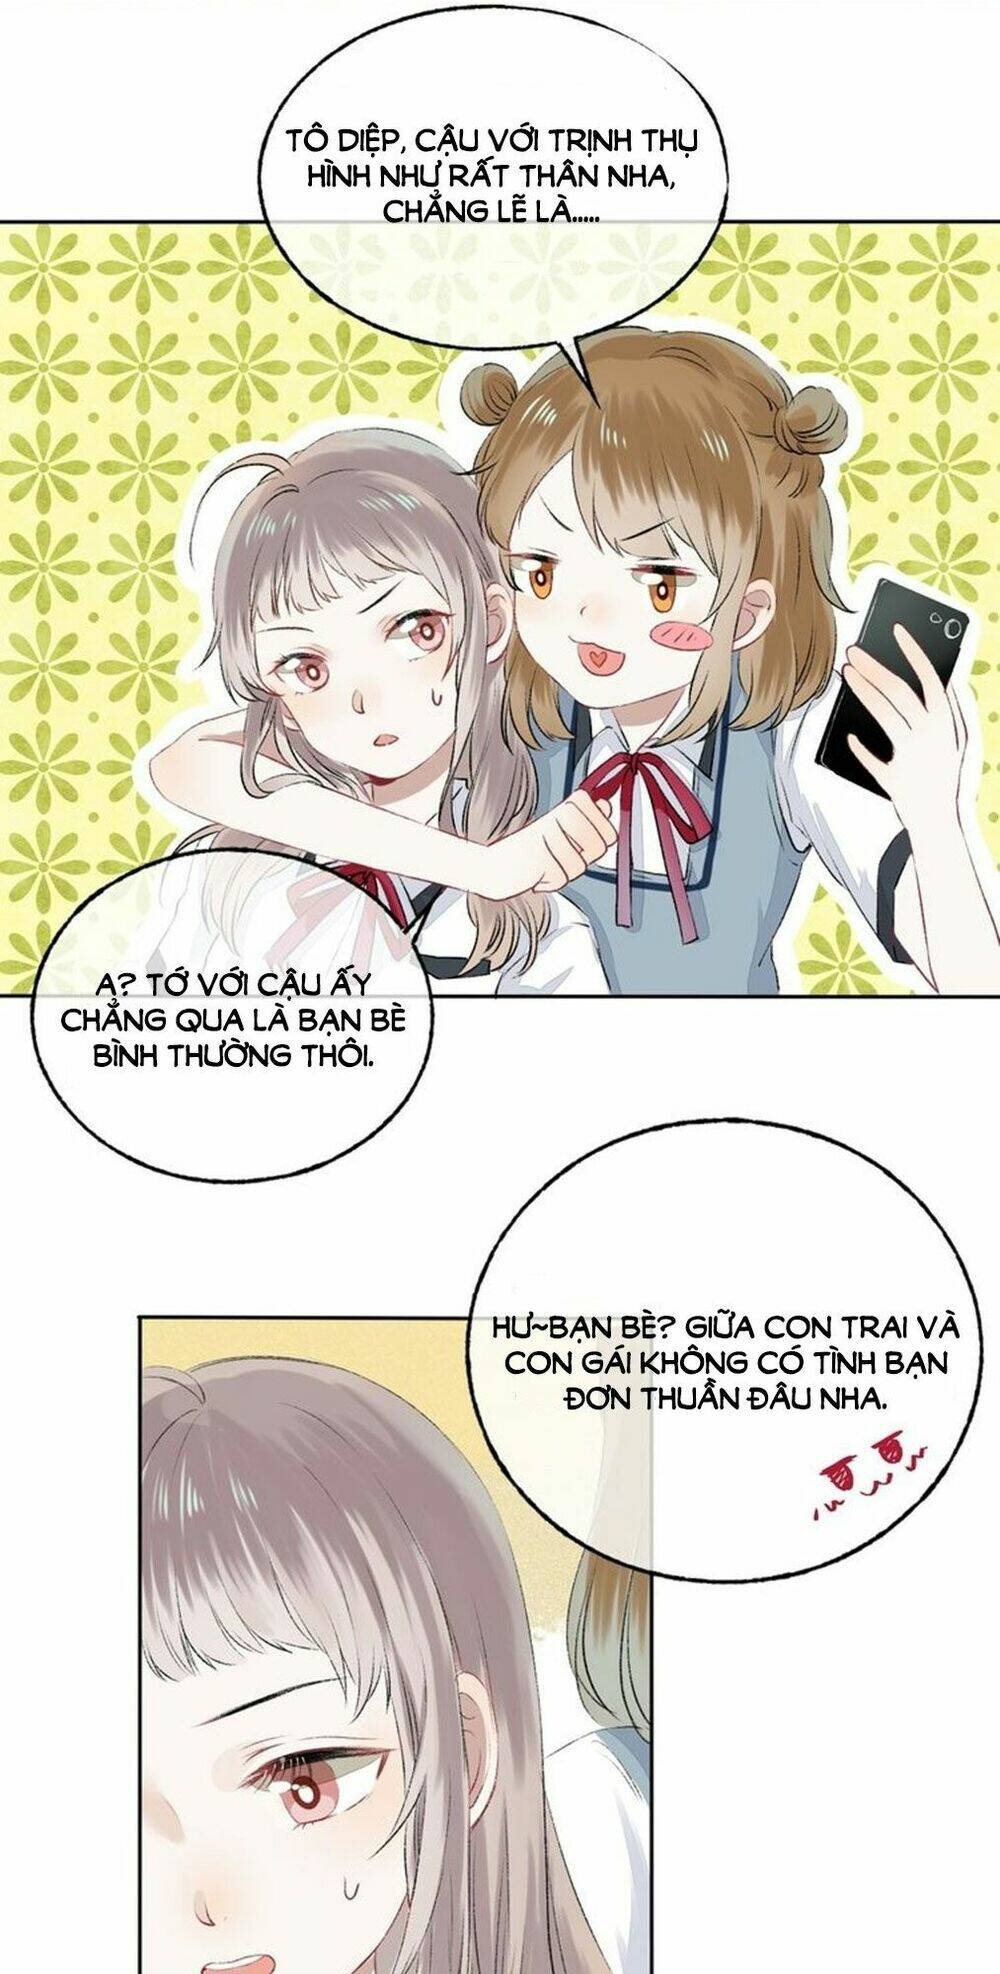 TÔ DIỆP, CẬU VỚI TRỊNH THỤ
HÌNH NHƯ RẤT THÂN NHA,
CHẲNG LẼ LÀ.....
A? TỚ VỚI CẬU ẤY
CHẲNG QUA LÀ BẠN BÈ
BÌNH THƯỜNG THÔI.
HƯ~BẠN BÈ? GIỮA CON TRAI VÀ
CON GÁI KHÔNG CÓ TÌNH BẠN
ĐƠN THUẦN ĐÂU NHA.